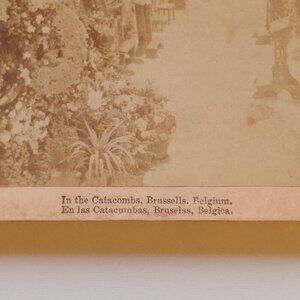 In the Catacombs, Brussells. Belgium.
En las Catacumbas, Bruselas, Belgica.